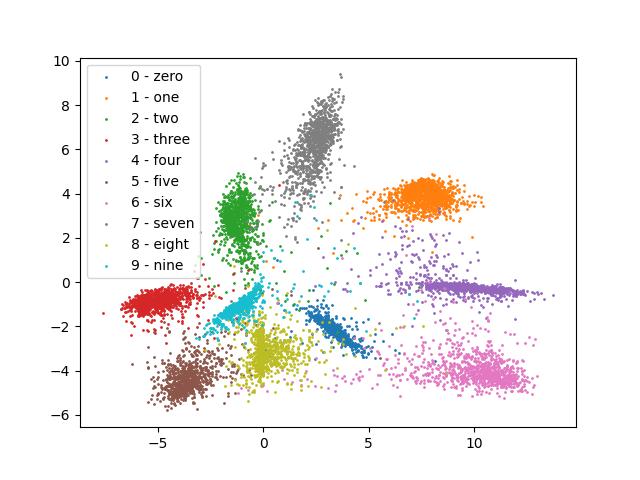 10
8
6
4
2
0
−2
−4
−6
0 - zero
1 - one
2 - two
3 - three
4 - four
5 - five
6 - six
7 - seven
8 - eight
9 - nine
−5 0 5 10